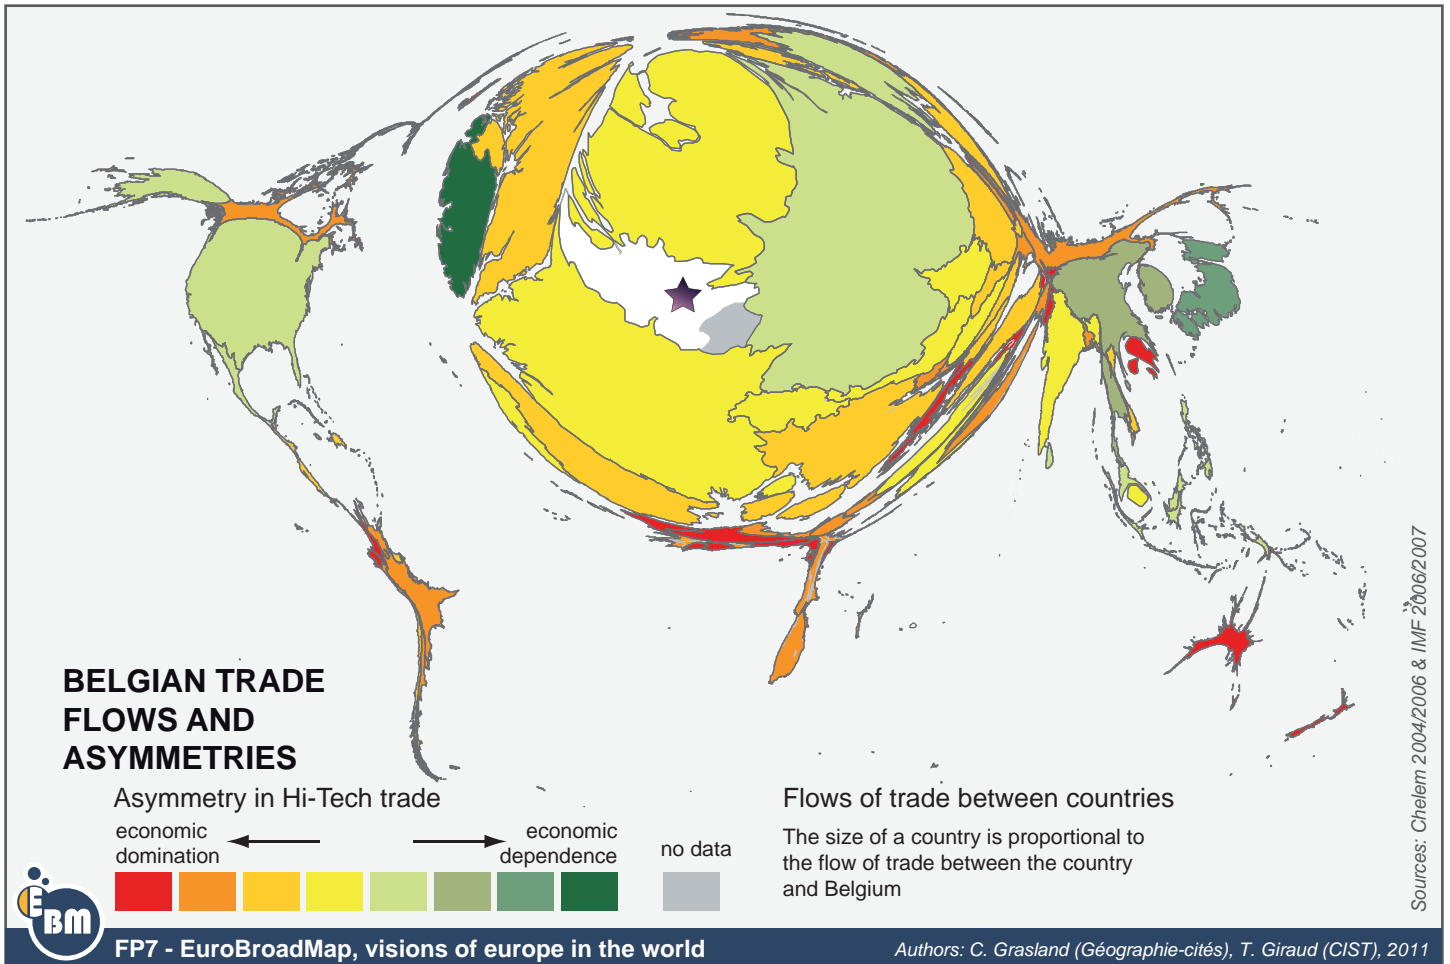 BELGIAN TRADE
FLOWS AND
ASYMMETRIES
Asymmetry in Hi-Tech trade
economic
domination
economic
dependence
no data
Flows of trade between countries
The size of a country is proportional to
the flow of trade between the country
and Belgium
Sources: Chelem 2004/2006 & IMF 2006/2007
EBM
FP7 - EuroBroadMap, visions of europe in the world
Authors: C. Grasland (Géographie-cités), T. Giraud (CIST), 2011